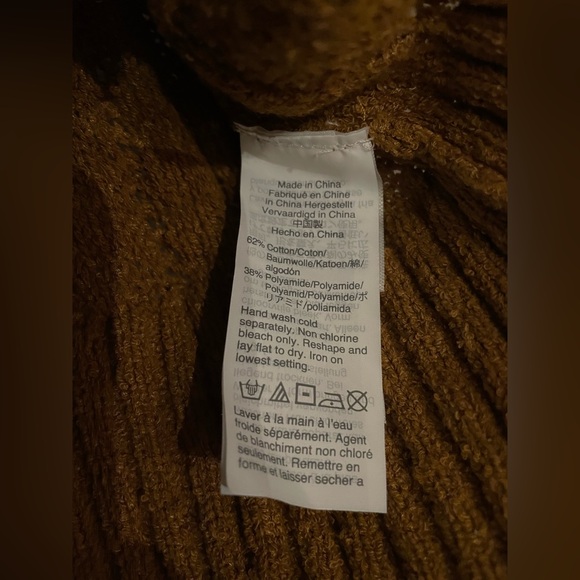 Made in China
Fabriqué en Chine
In China Hergestellt
Vervaardigd in China
中国製
Hecho en China
62% Cotton/Coton/
Baumwolle/Katoen/綿/
algodón
38% Polyamide/Polyamide/
Polyamid/Polyamide/ポ
リアミド/poliamida
Hand wash cold
separately. Non chlorine
bleach only. Reshape and
lay flat to dry. Iron on
lowest setting.
Laver à la main à l'eau
froide séparément. Agent
de blanchiment non chloré
seulement. Remettre en
forme et laisser secher a